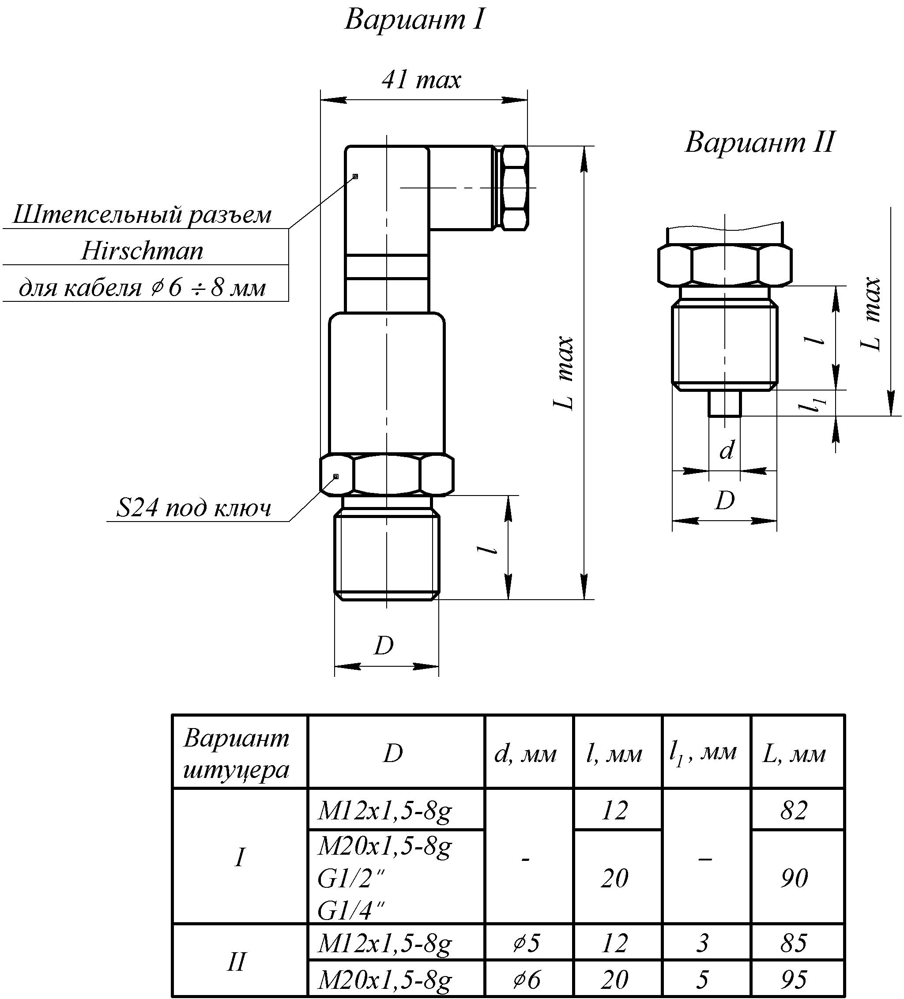 Вариант I
41 max
Вариант II
Штепсельный разъем
Hirschman
для кабеля ⌀ 6 ÷ 8 мм
L max
l
L max
l1
d
D
S24 под ключ
l
D
Вариант штуцера
D
d, мм
l, мм
l1, мм
L, мм
I
M12x1,5-8g
-
12
–
82
M20x1,5-8g
G1/2"
G1/4"
20
90
II
M12x1,5-8g
⌀5
12
3
85
M20x1,5-8g
⌀6
20
5
95